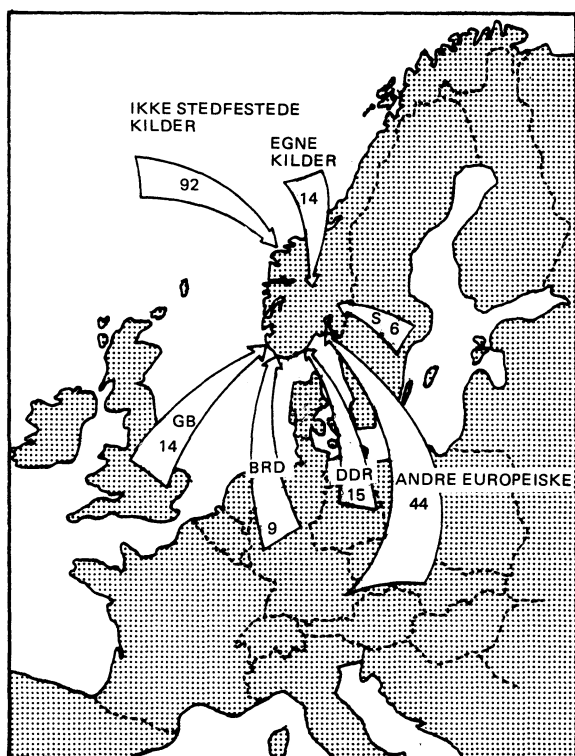 IKKE STEDFESTEDE
KILDER
92
EGNE
KILDER
14
S
6
GB
14
BRD
9
DDR
15
ANDRE EUROPEISKE
44